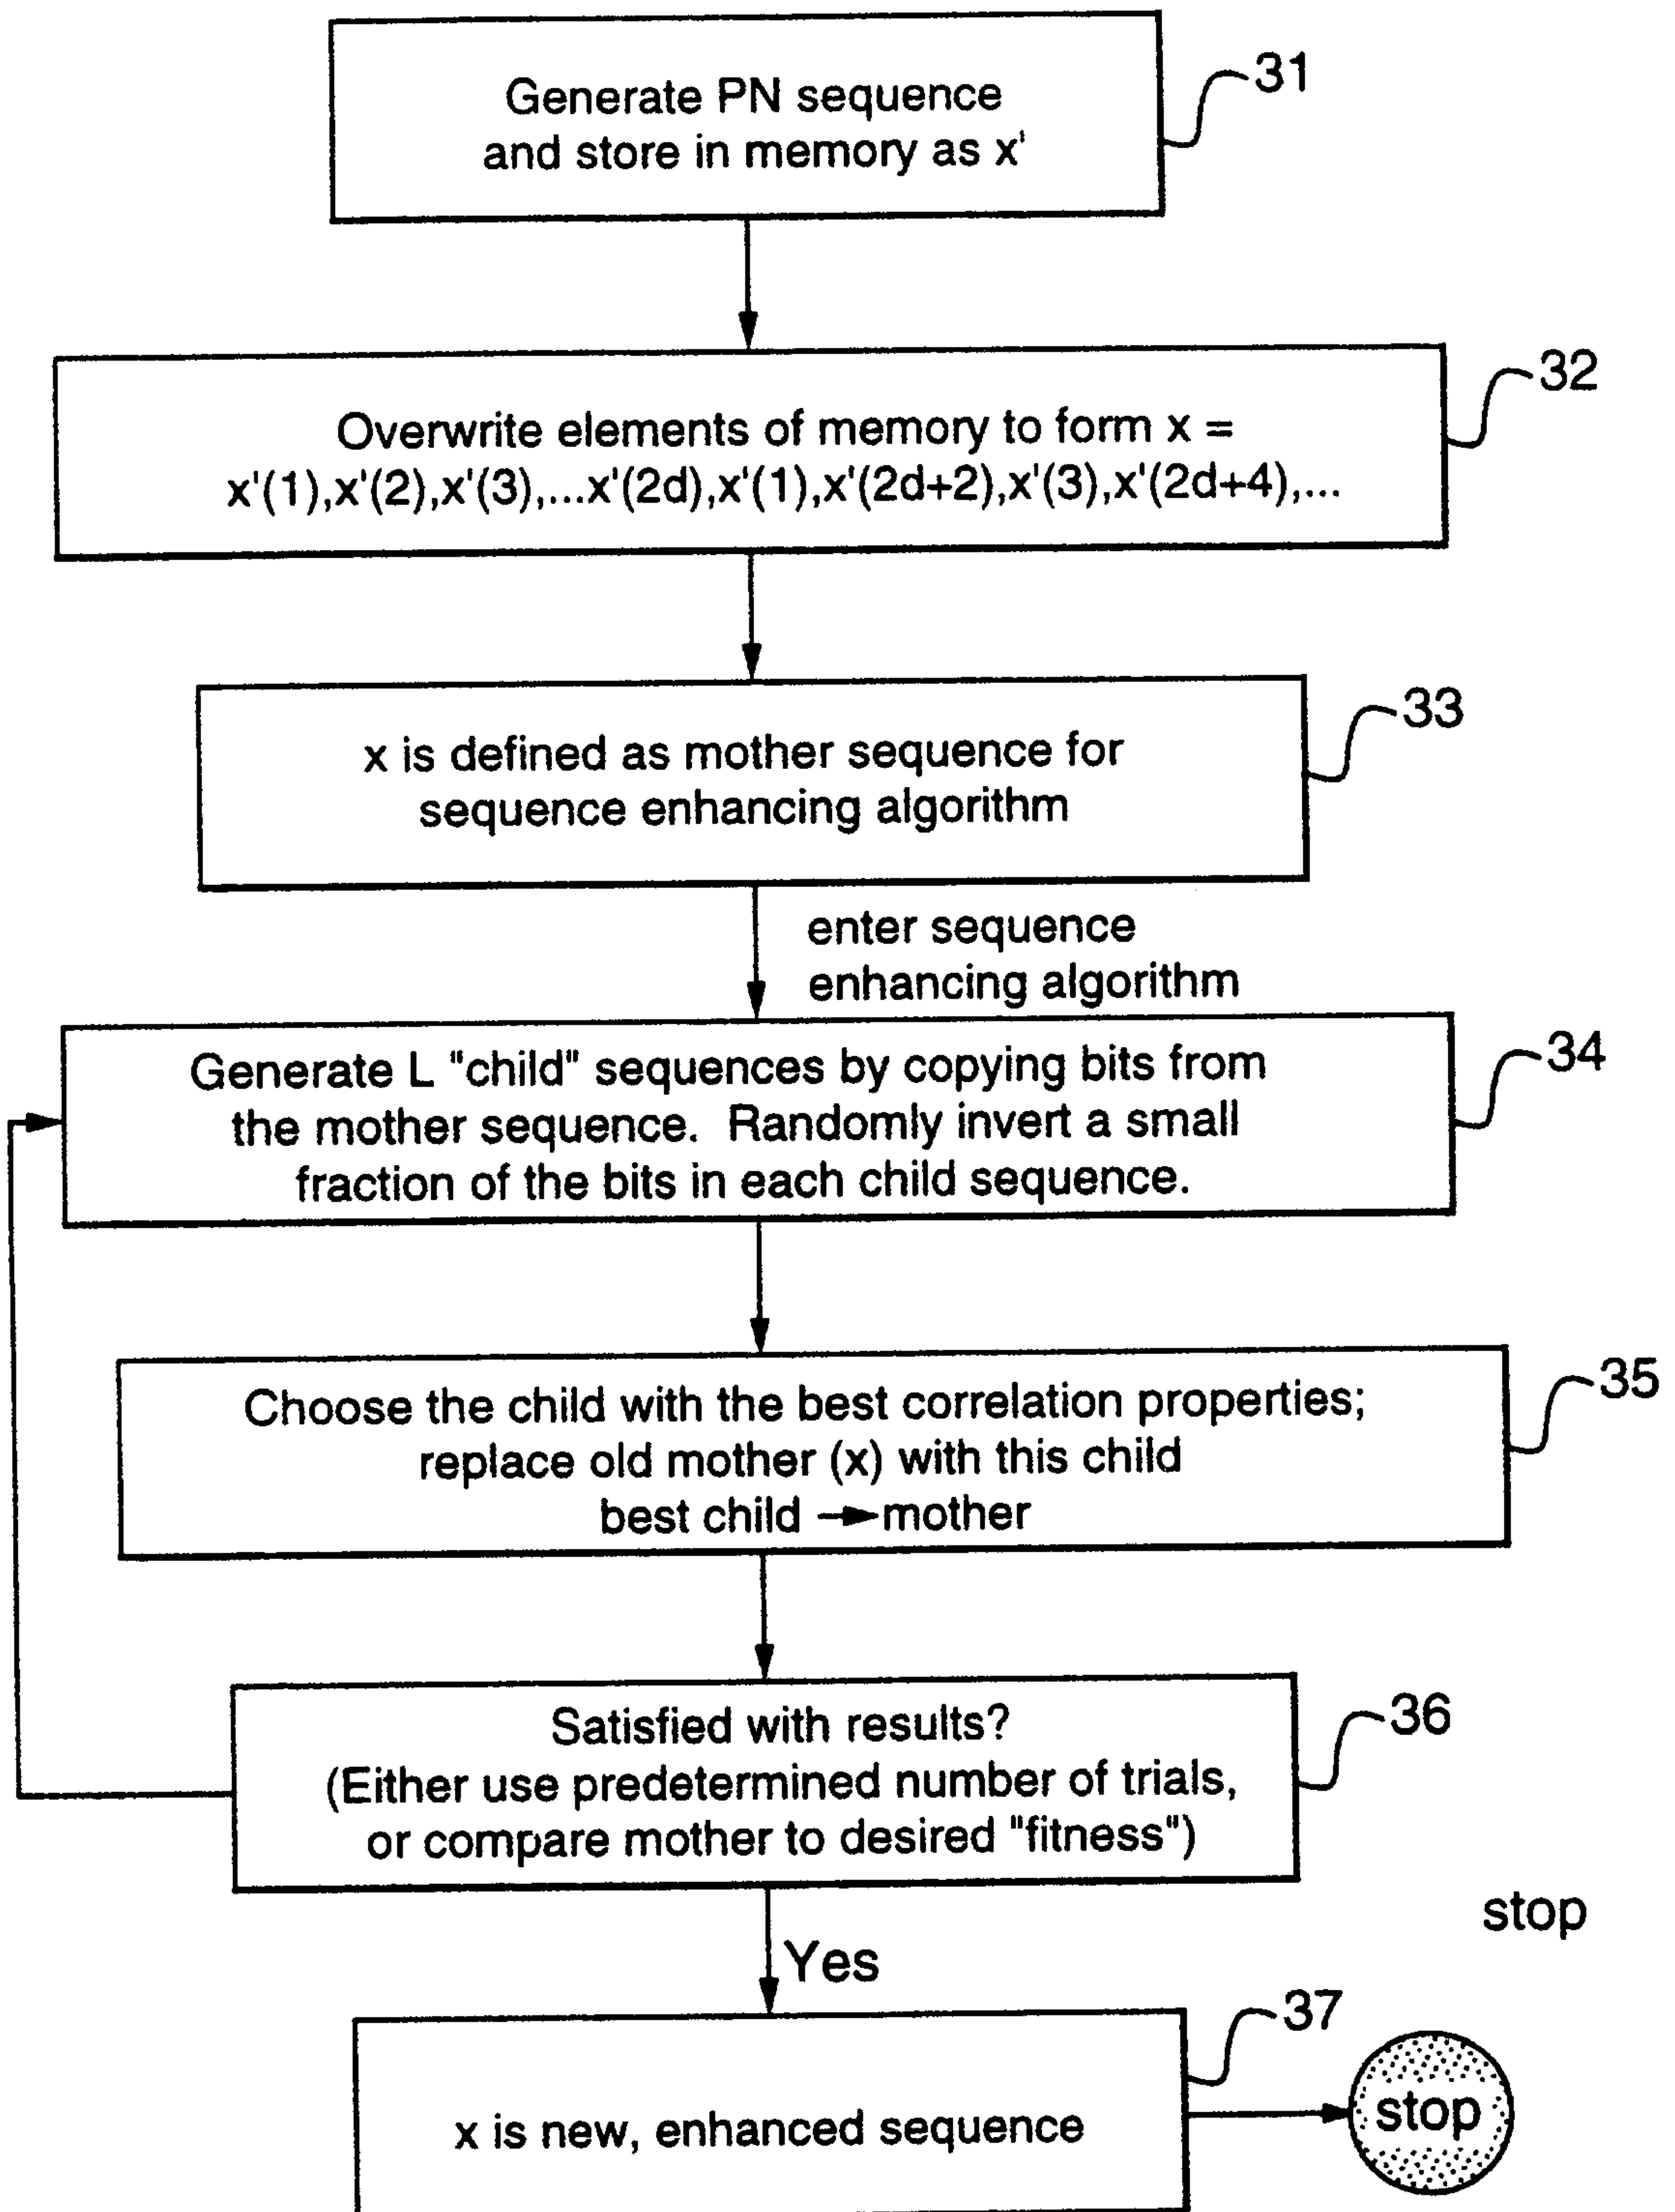 Generate PN sequence
and store in memory as x'
31
Overwrite elements of memory to form x =
x'(1),x'(2),x'(3),...x'(2d),x'(1),x'(2d+2),x'(3),x'(2d+4),...
32
x is defined as mother sequence for
sequence enhancing algorithm
33
enter sequence
enhancing algorithm
Generate L "child" sequences by copying bits from
the mother sequence. Randomly invert a small
fraction of the bits in each child sequence.
34
Choose the child with the best correlation properties;
replace old mother (x) with this child
best child → mother
35
Satisfied with results?
(Either use predetermined number of trials,
or compare mother to desired "fitness")
36
stop
Yes
37
x is new, enhanced sequence
stop